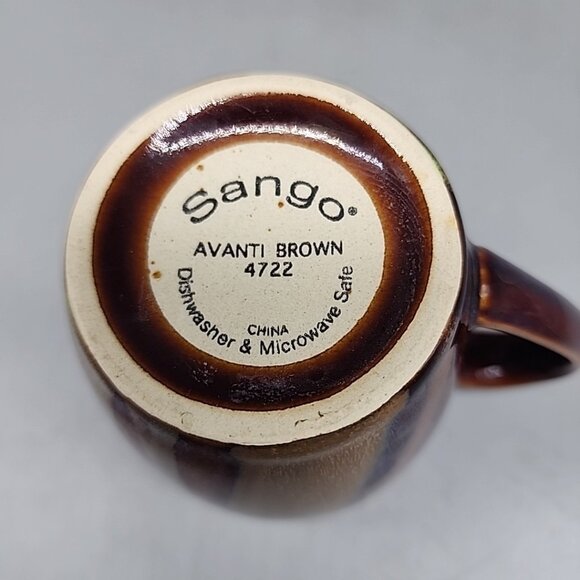 Sango®
AVANTI BROWN
4722
CHINA
Dishwasher & Microwave Safe